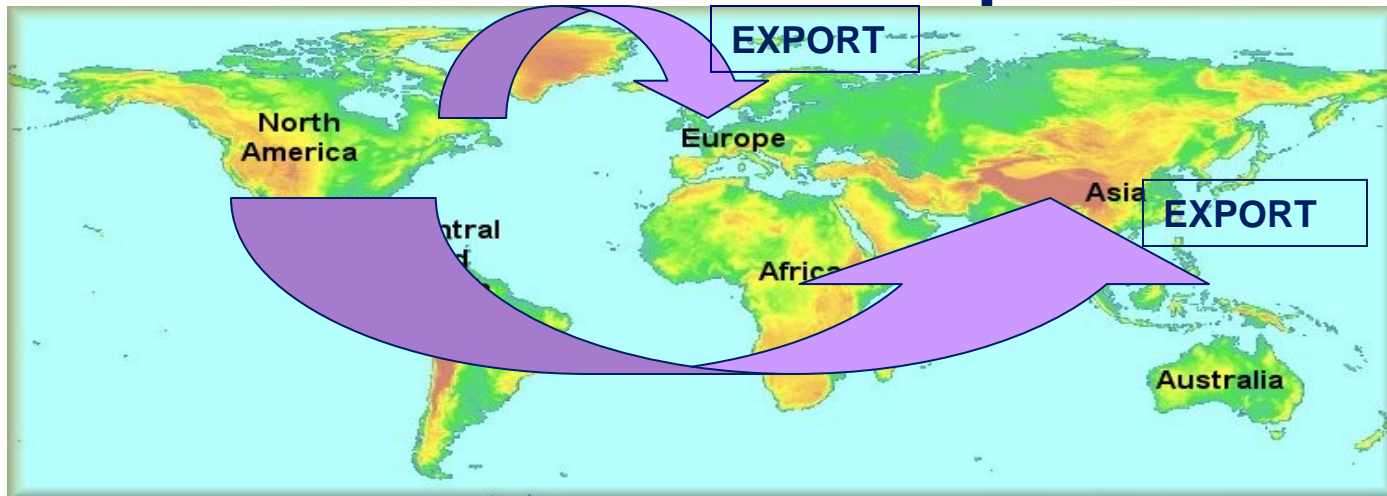 EXPORT
North
America
Europe
Asia
EXPORT
Africa
Australia